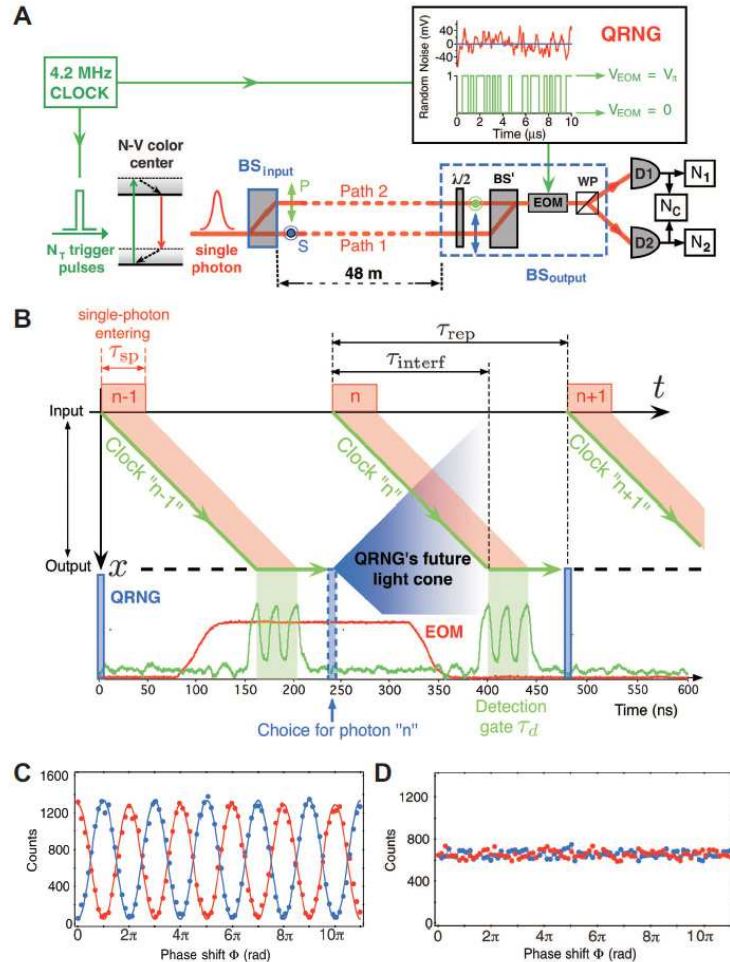 A
4.2 MHz
CLOCK
QRNG
Random Noise (mV)
40
0
-40
1
0
0 2 4 6 8 10
Time (μs)
V_EOM = V_π
V_EOM = 0
N-V color
center
N_T trigger
pulses
single
photon
BS_input
P
S
Path 2
Path 1
48 m
λ/2
BS'
EOM
WP
BS_output
D1
D2
N_1
N_C
N_2
B
single-photon
entering
τ_sp
τ_rep
τ_interf
n-1
n
n+1
t
Input
Clock "n-1"
Clock "n"
Clock "n+1"
Output
x
QRNG's future
light cone
QRNG
EOM
0 50 100 150 200 250 300 350 400 450 500 550 600
Time (ns)
Choice for photon "n"
Detection
gate τ_d
C
Counts
1600
1200
800
400
0
0 2π 4π 6π 8π 10π
Phase shift Φ (rad)
D
Counts
1200
800
400
0
0 2π 4π 6π 8π 10π
Phase shift Φ (rad)